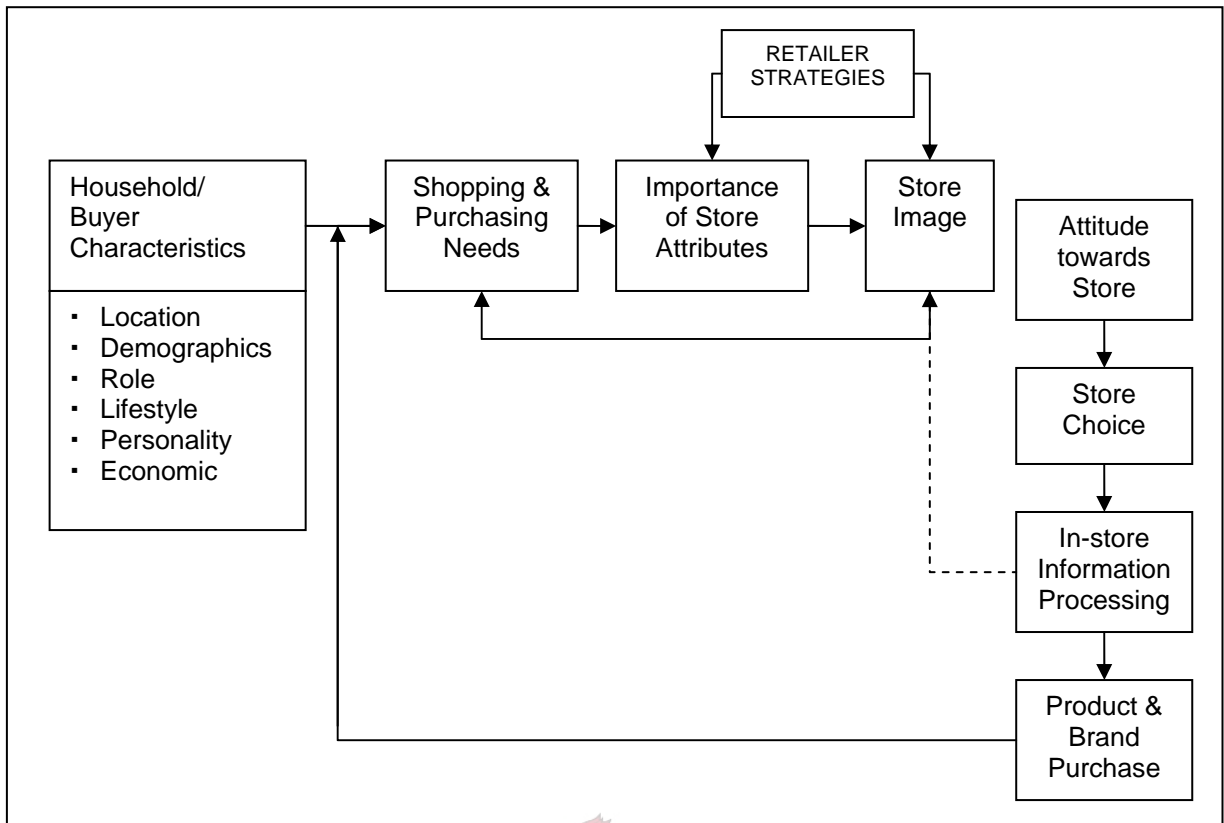 RETAILER
STRATEGIES
Household/
Buyer
Characteristics
▪ Location
▪ Demographics
▪ Role
▪ Lifestyle
▪ Personality
▪ Economic
Shopping &
Purchasing
Needs
Importance
of Store
Attributes
Store
Image
Attitude
towards
Store
Store
Choice
In-store
Information
Processing
Product &
Brand
Purchase